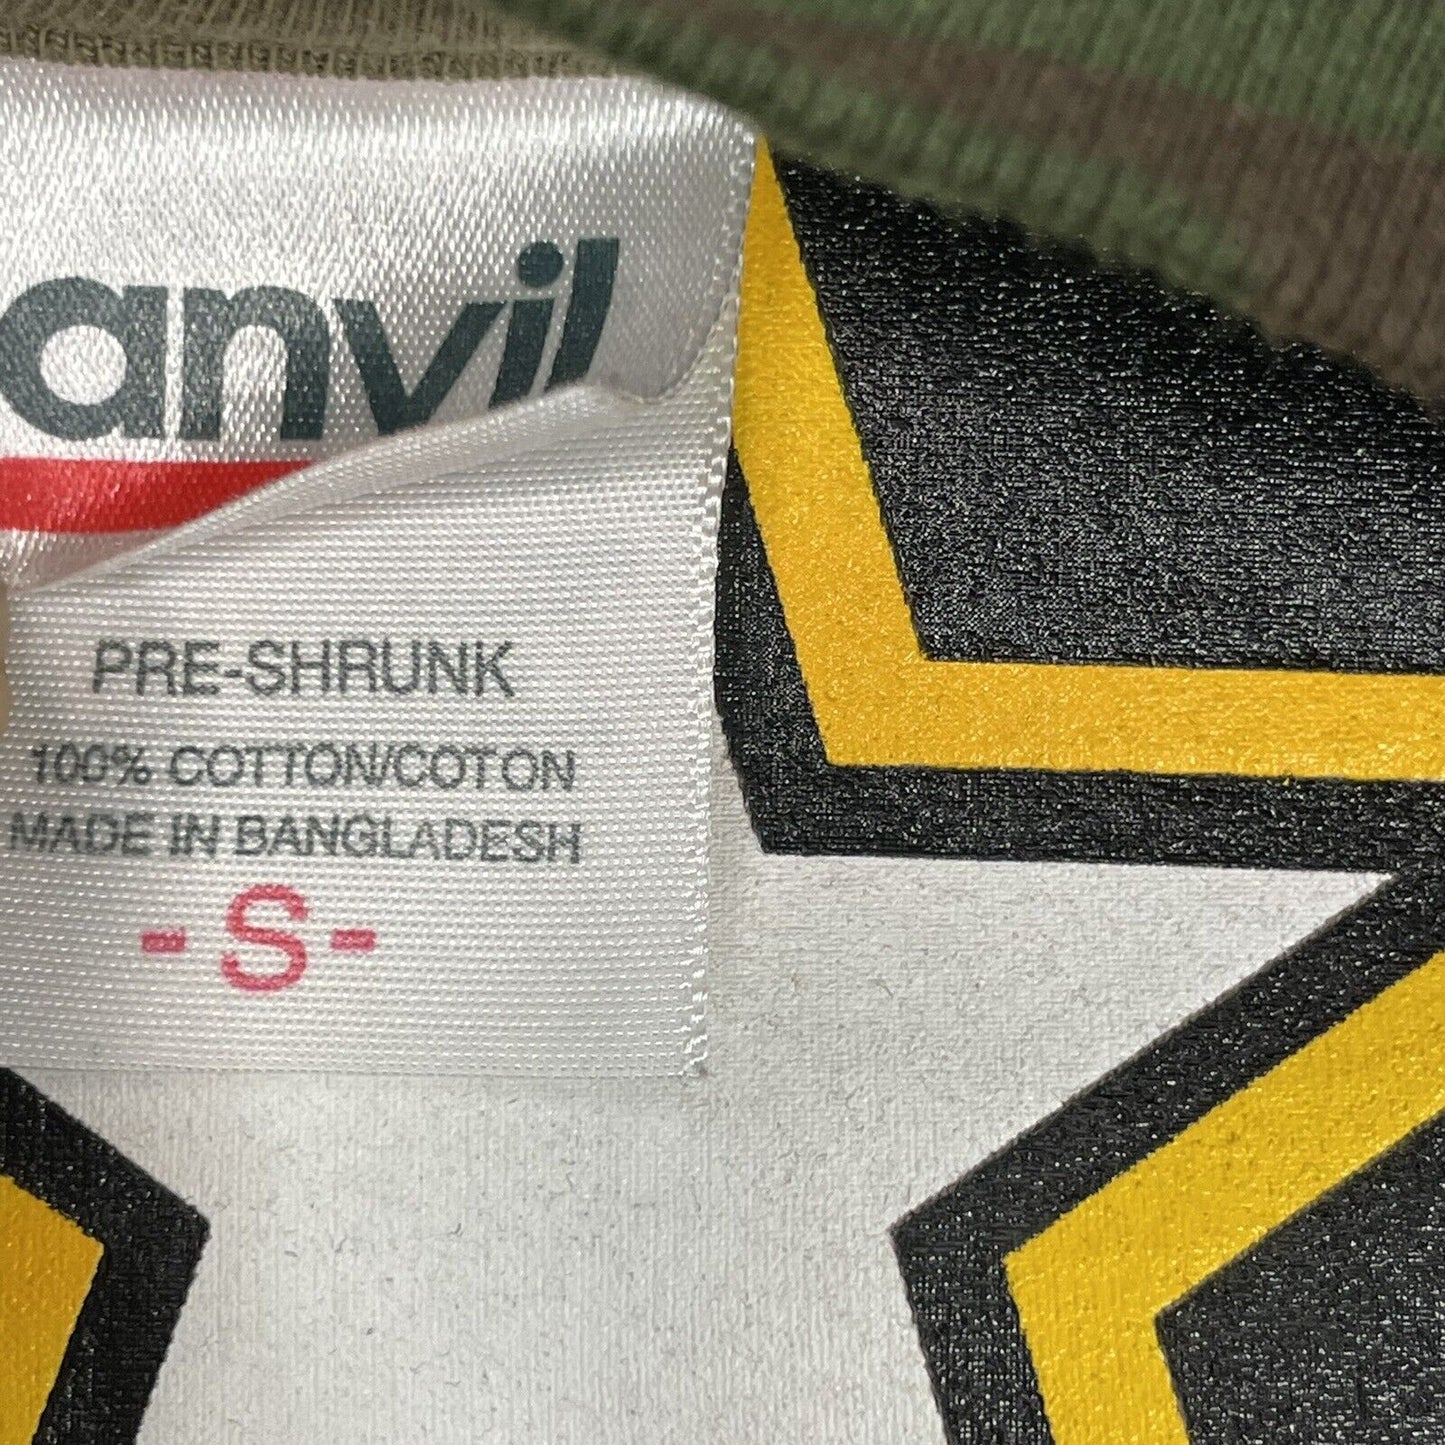 anvil
PRE-SHRUNK
100% COTTON/COTON
MADE IN BANGLADESH
-S-